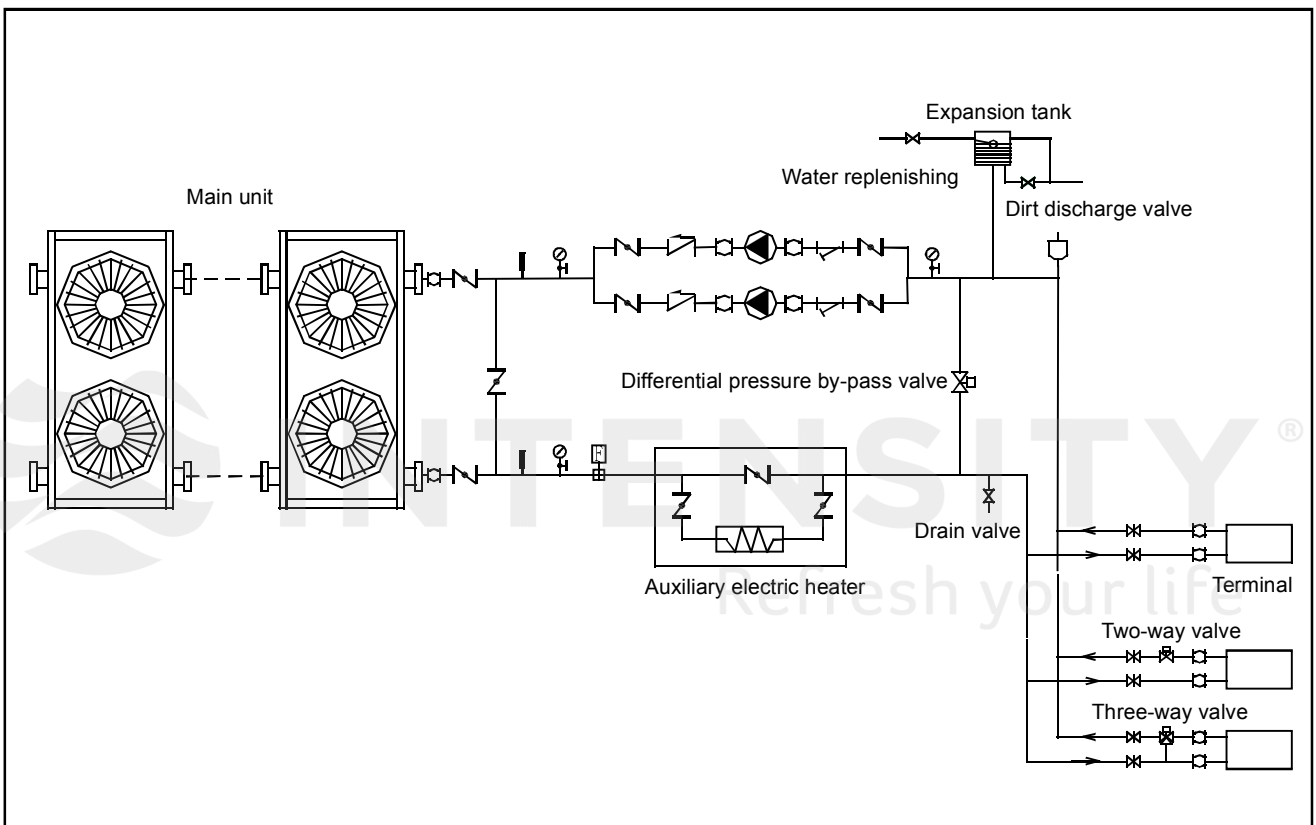 Expansion tank
Water replenishing
Main unit
Dirt discharge valve
Differential pressure by-pass valve
INTENSITY®
F
Drain valve
Auxiliary electric heater
Refresh your life
Terminal
Two-way valve
Three-way valve